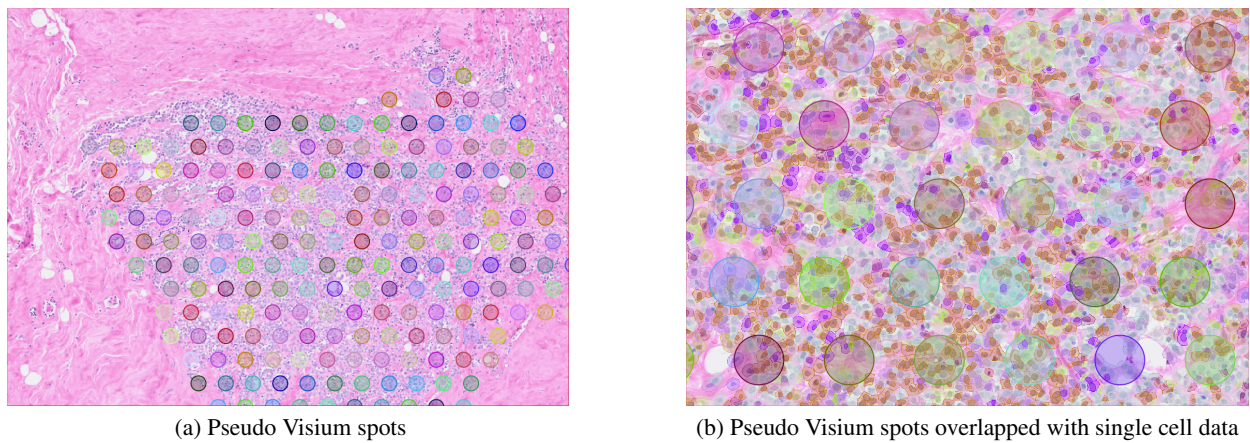 (a) Pseudo Visium spots
(b) Pseudo Visium spots overlapped with single cell data